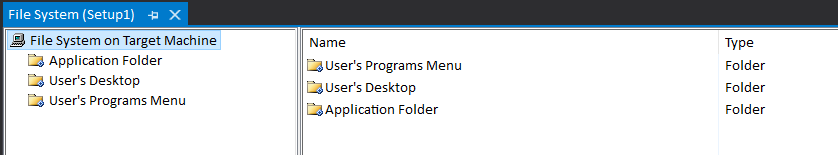 File System (Setup1)
File System on Target Machine
Application Folder
User's Desktop
User's Programs Menu
Name Type
User's Programs Menu Folder
User's Desktop Folder
Application Folder Folder